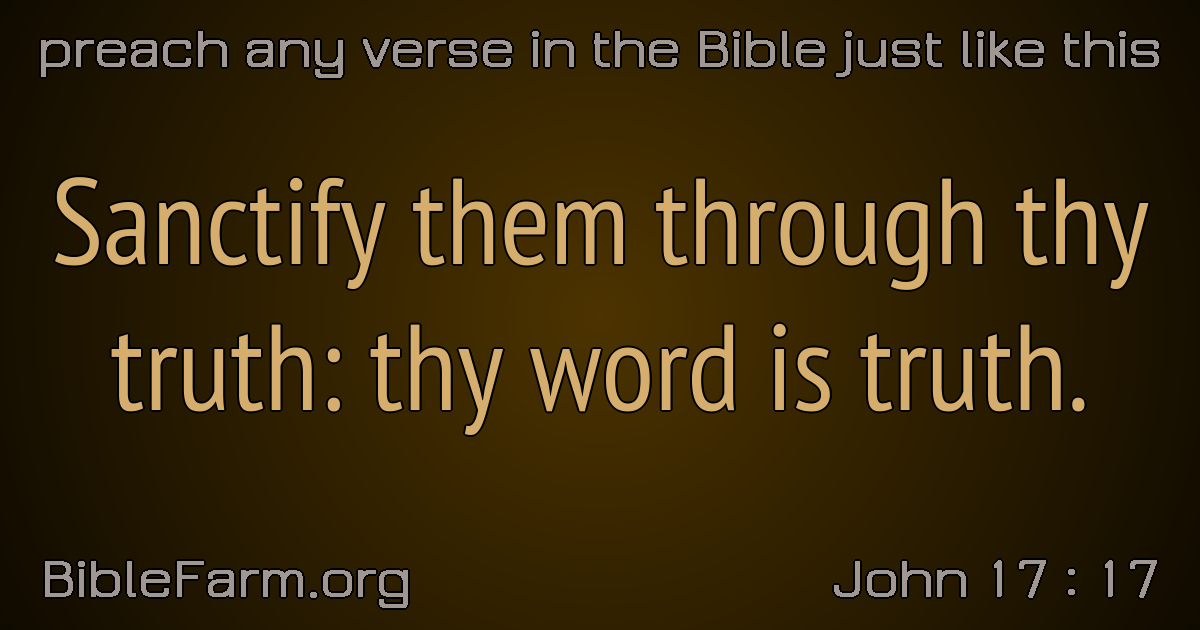 preach any verse in the Bible just like this
Sanctify them through thy
truth: thy word is truth.
BibleFarm.org
John 17 : 17